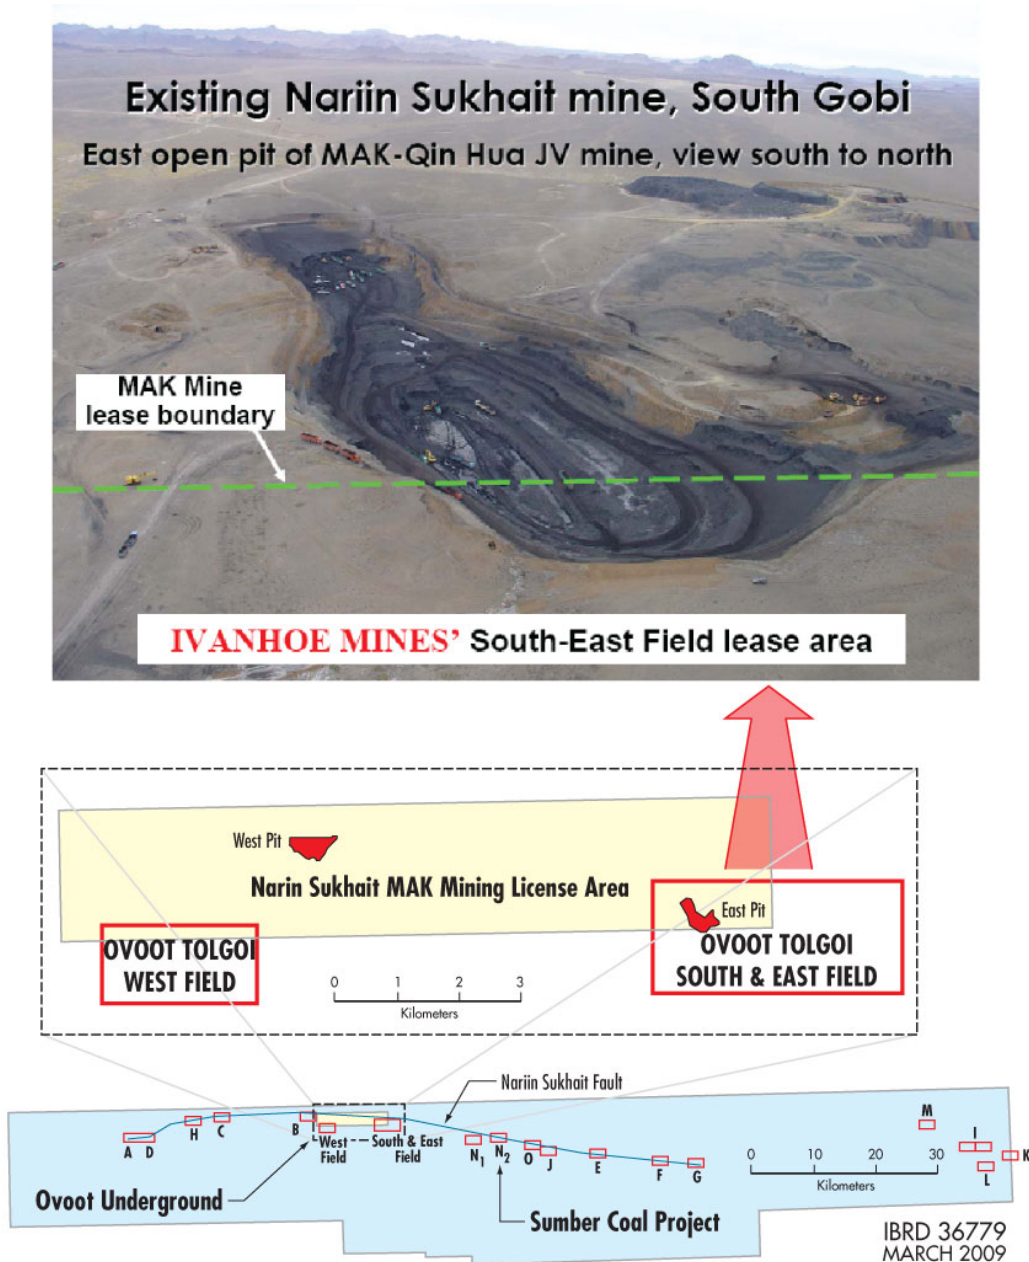 Existing Nariin Sukhait mine, South Gobi
East open pit of MAK-Qin Hua JV mine, view south to north
MAK Mine
lease boundary
IVANHOE MINES' South-East Field lease area
West Pit
Narin Sukhait MAK Mining License Area
East Pit
OVOOT TOLGOI
WEST FIELD
OVOOT TOLGOI
SOUTH & EAST FIELD
0 1 2 3
Kilometers
Nariin Sukhait Fault
A D H C B
West
Field
South & East
Field
N1 N2 O J E F G
M
I
K
L
0 10 20 30
Kilometers
Ovoot Underground
Sumber Coal Project
IBRD 36779
MARCH 2009